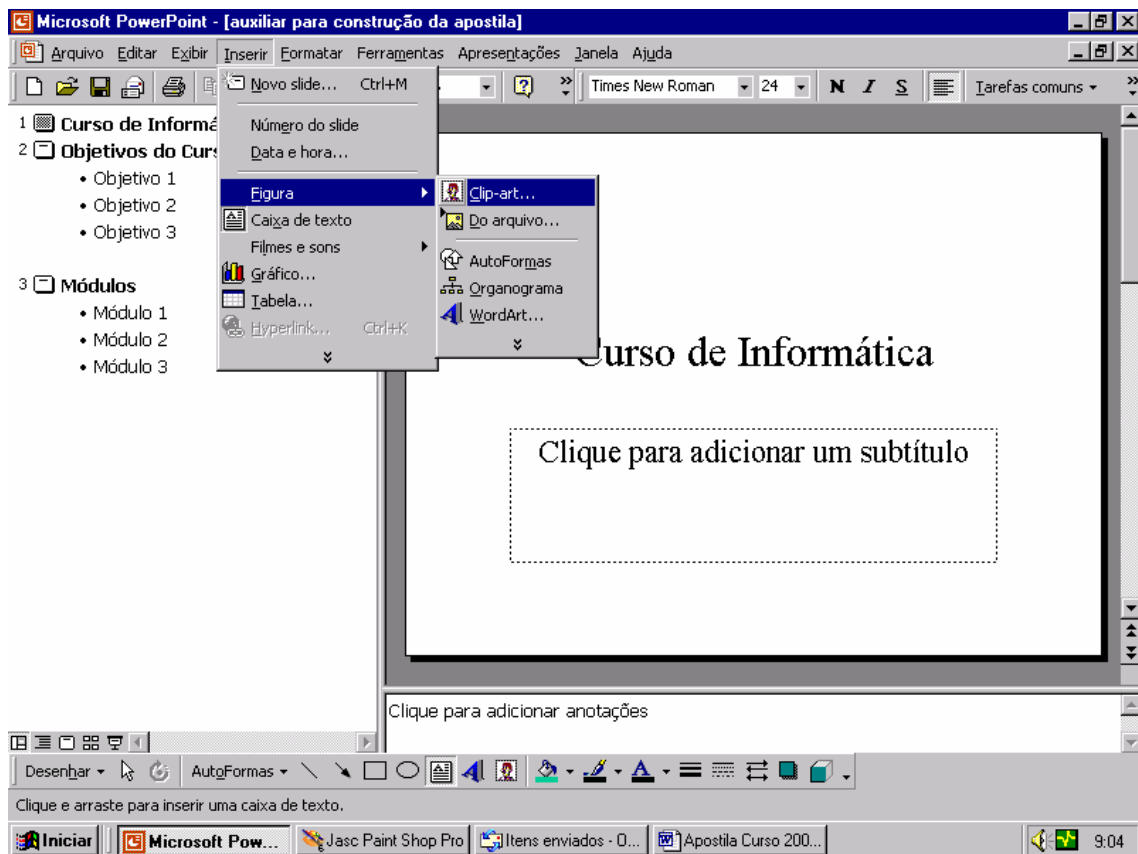 Microsoft PowerPoint - [auxiliar para construção da apostila]
Arquivo Editar Exibir Inserir Formatar Ferramentas Apresentações Janela Ajuda
Times New Roman 24 N I S Tarefas comuns
Novo slide... Ctrl+M
Número do slide
Data e hora...
Figura
Caixa de texto
Filmes e sons
Gráfico...
Tabela...
Hyperlink... Ctrl+K
Clip-art...
Do arquivo...
AutoFormas
Organograma
WordArt...
1 Curso de Informá
2 Objetivos do Curs
• Objetivo 1
• Objetivo 2
• Objetivo 3
3 Módulos
• Módulo 1
• Módulo 2
• Módulo 3
Curso de Informática
Clique para adicionar um subtítulo
Clique para adicionar anotações
Desenhar AutoFormas
Clique e arraste para inserir uma caixa de texto.
Iniciar Microsoft Pow... Jasc Paint Shop Pro Itens enviados - O... Apostila Curso 200... 9:04